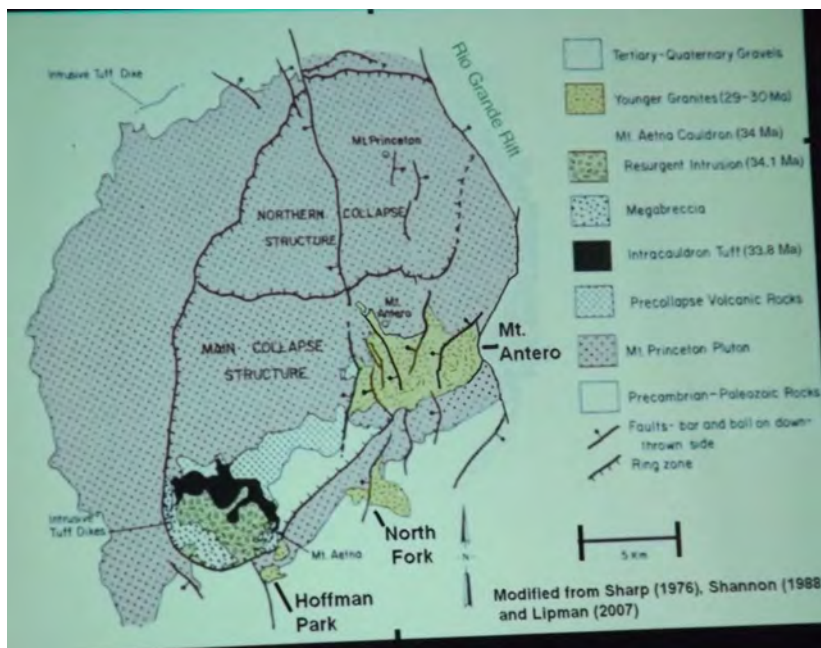 Intrusive Tuff Dike
Rio Grande Rift
Mt. Princeton
NORTHERN COLLAPSE
STRUCTURE
Mt.
Antero
MAIN COLLAPSE
STRUCTURE
Mt.
Antero
Intrusive
Tuff Dikes
Mt. Aetna
North
Fork
Hoffman
Park
N
Tertiary-Quaternary Gravels
Younger Granites (29-30 Ma)
Mt. Aetna Cauldron (34 Ma)
Resurgent Intrusion (34.1 Ma)
Megabreccia
Intracauldron Tuff (33.8 Ma)
Precollapse Volcanic Rocks
Mt. Princeton Pluton
Precambrian-Paleozoic Rocks
Faults- bar and ball on down-
thrown side
Ring zone
5 Km
Modified from Sharp (1976), Shannon (1988
and Lipman (2007)